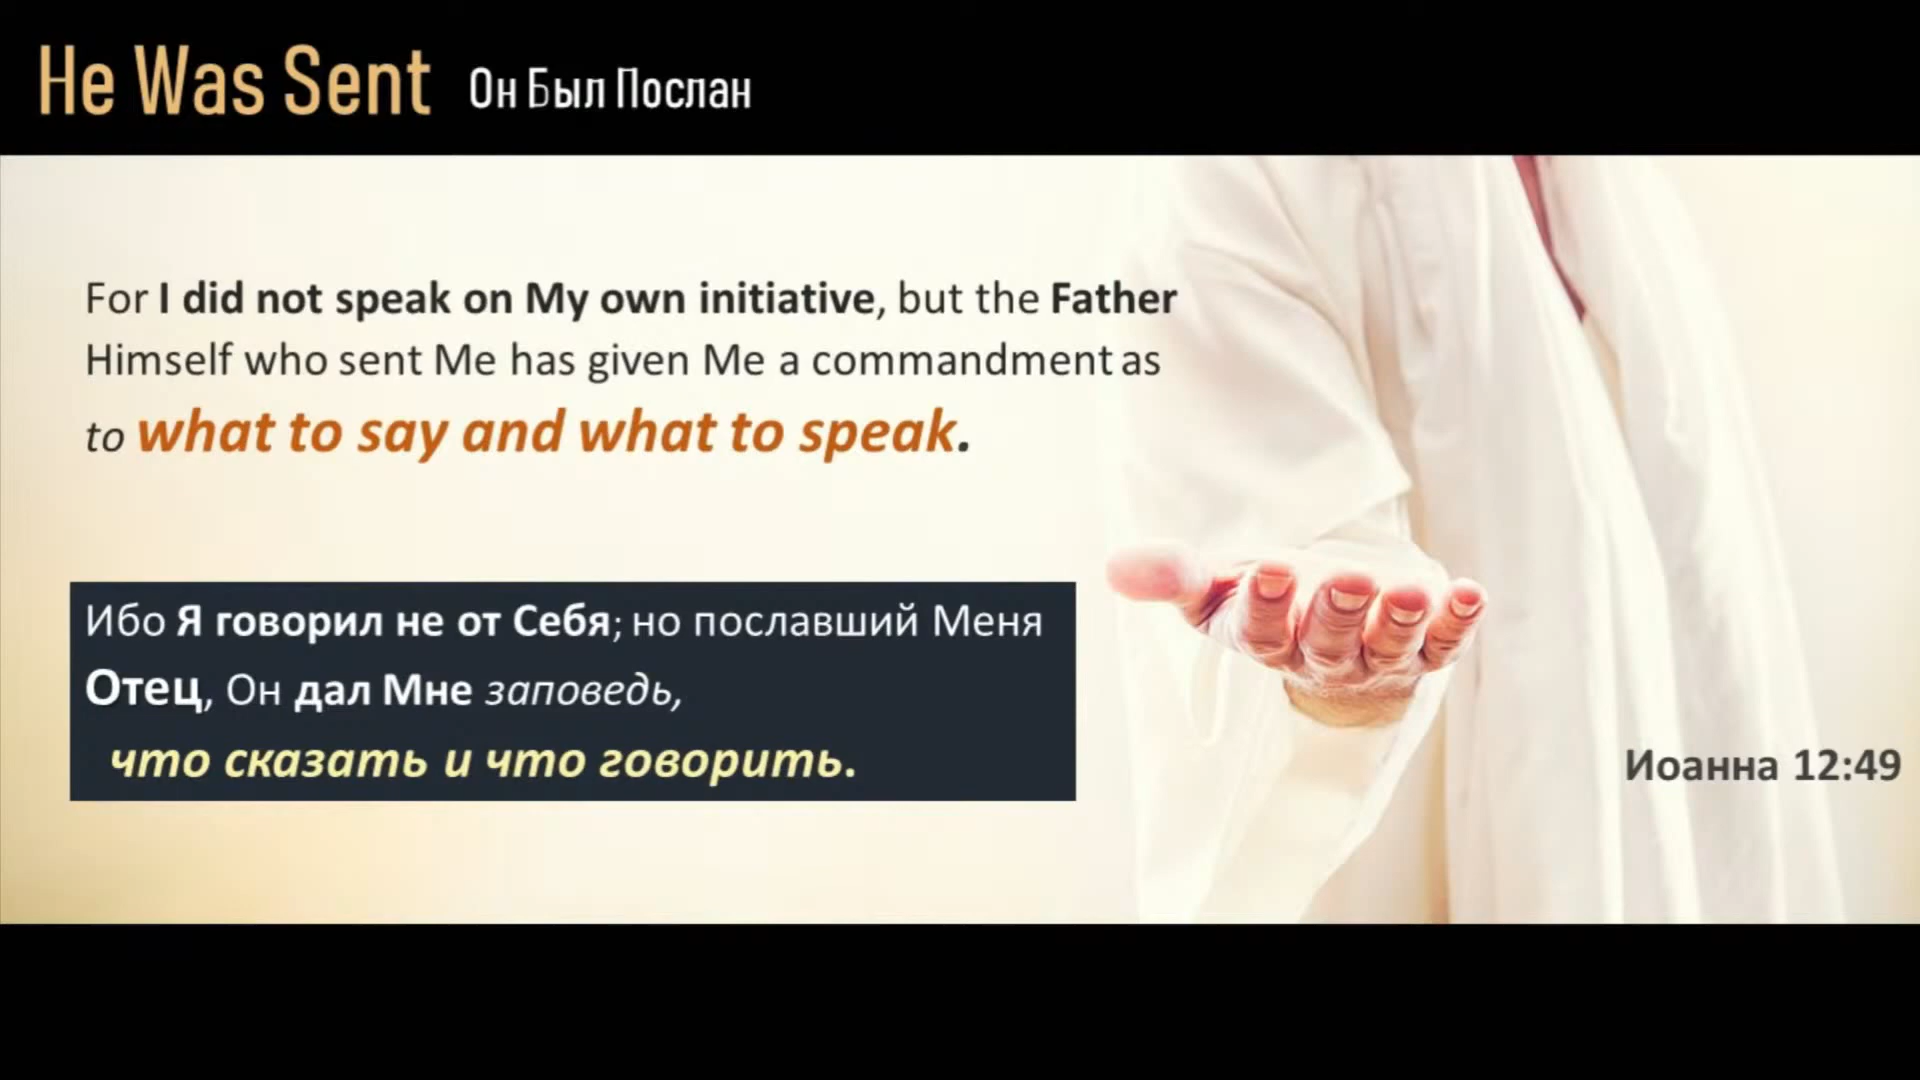 He Was Sent Он Был Послан
For I did not speak on My own initiative, but the Father
Himself who sent Me has given Me a commandment as
to what to say and what to speak.
Ибо Я говорил не от Себя; но пославший Меня
Отец, Он дал Мне заповедь,
что сказать и что говорить.
Иоанна 12:49